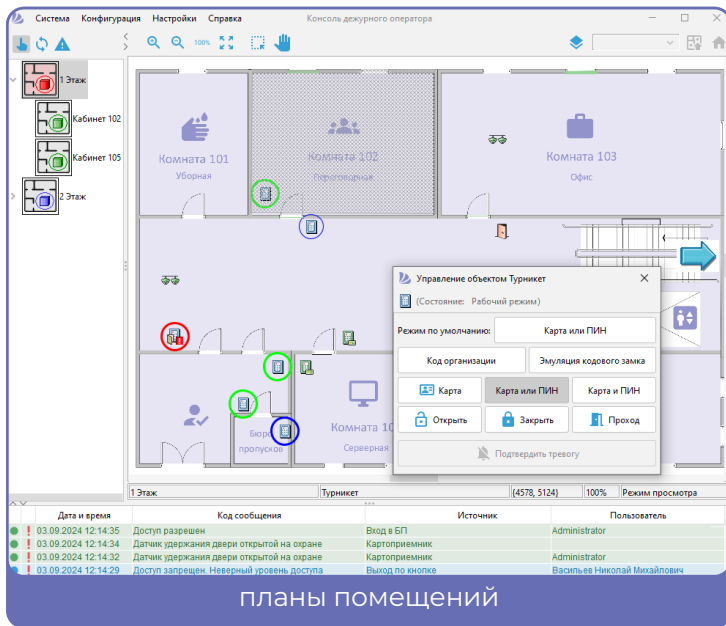 Система Конфигурация Настройки Справка Консоль дежурного оператора
100%
1 Этаж
Кабинет 102
Кабинет 105
2 Этаж
Комната 101
Уборная
Комната 102
Переговорная
Комната 103
Офис
Бюро
пропусков
Комната 10
Серверная
Управление объектом Турникет
(Состояние: Рабочий режим)
Режим по умолчанию: Карта или ПИН
Код организации Эмуляция кодового замка
Карта Карта или ПИН Карта и ПИН
Открыть Закрыть Проход
Подтвердить тревогу
1 Этаж Турникет (4578, 5124) 100% Режим просмотра
Дата и время Код сообщения Источник Пользователь
03.09.2024 12:14:35 Доступ разрешен Вход в БП Administrator
03.09.2024 12:14:34 Датчик удержания двери открытой на охране Картоприемник
03.09.2024 12:14:32 Датчик удержания двери открытой на охране Картоприемник Administrator
03.09.2024 12:14:29 Доступ запрещен. Неверный уровень доступа Выход по кнопке Васильев Николай Михайлович
планы помещений